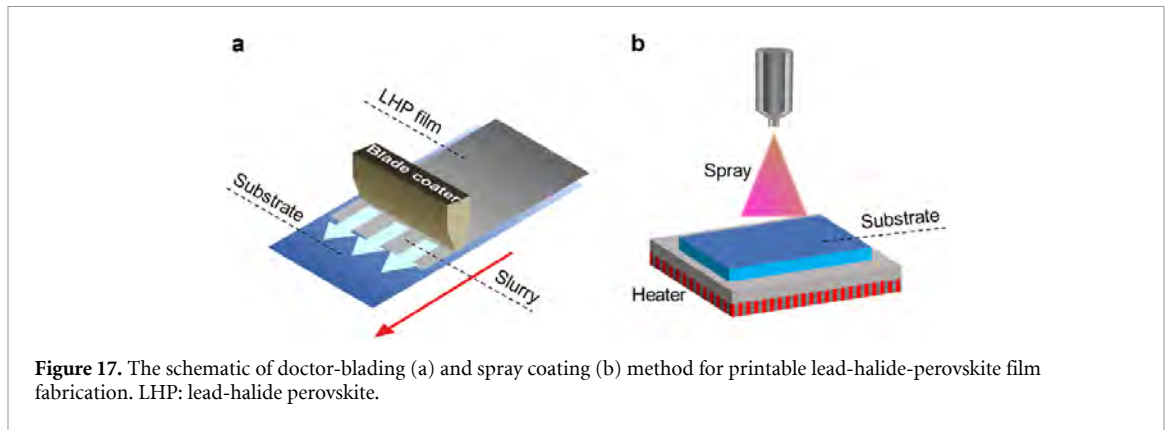 a
LHP film
Blade coater
Substrate
Slurry
b
Spray
Substrate
Heater
Figure 17. The schematic of doctor-blading (a) and spray coating (b) method for printable lead-halide-perovskite film
fabrication. LHP: lead-halide perovskite.